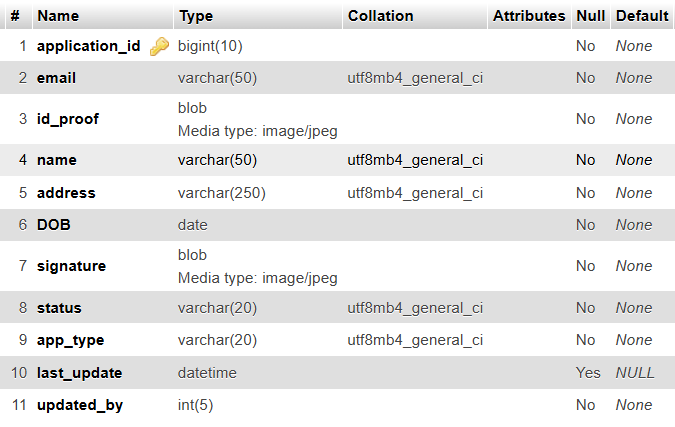 # Name Type Collation Attributes Null Default
1 application_id bigint(10) No None
2 email varchar(50) utf8mb4_general_ci No None
3 id_proof blob No None
Media type: image/jpeg
4 name varchar(50) utf8mb4_general_ci No None
5 address varchar(250) utf8mb4_general_ci No None
6 DOB date No None
7 signature blob No None
Media type: image/jpeg
8 status varchar(20) utf8mb4_general_ci No None
9 app_type varchar(20) utf8mb4_general_ci No None
10 last_update datetime Yes NULL
11 updated_by int(5) No None